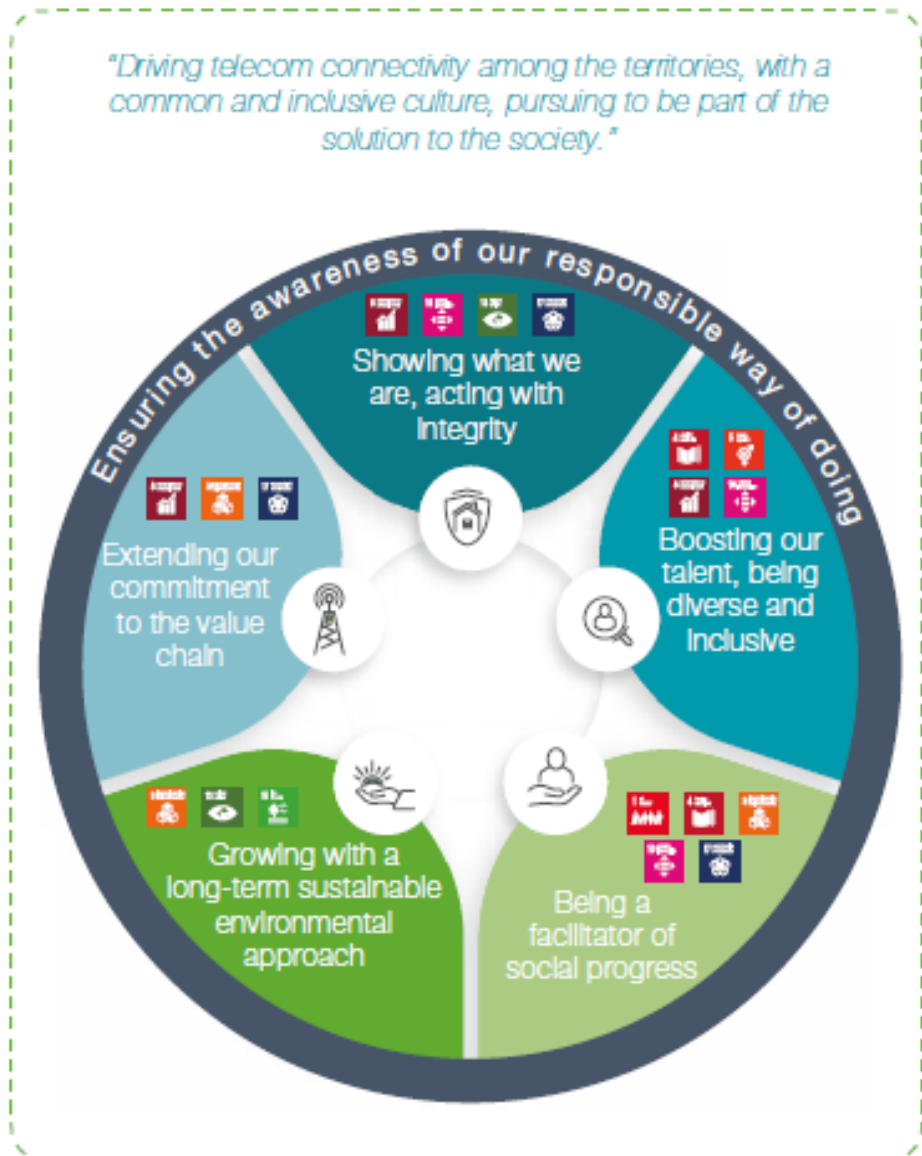 "Driving telecom connectivity among the territories, with a
common and inclusive culture, pursuing to be part of the
solution to the society."
Ensuring the awareness of our responsible way of doing
Showing what we
are, acting with
integrity
Boosting our
talent, being
diverse and
inclusive
Being a
facilitator of
social progress
Growing with a
long-term sustainable
environmental
approach
Extending our
commitment
to the value
chain